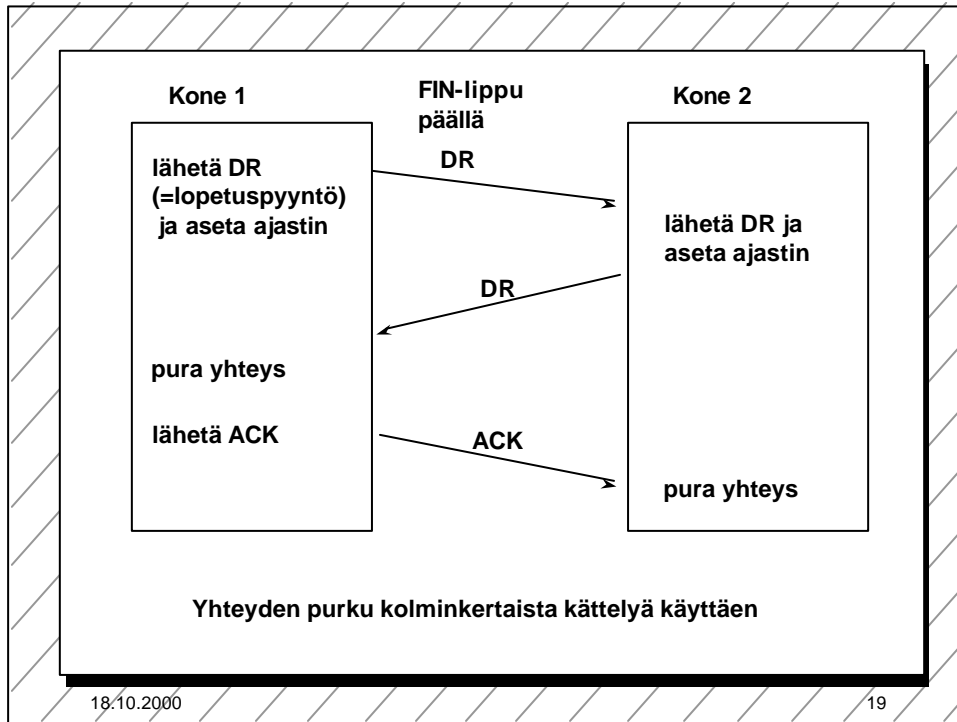 Kone 1
FIN-lippu
päällä
Kone 2
lähetä DR
(=lopetuspyyntö)
ja aseta ajastin
DR
lähetä DR ja
aseta ajastin
DR
pura yhteys
lähetä ACK
ACK
pura yhteys
Yhteyden purku kolminkertaista kättelyä käyttäen
18.10.2000
19